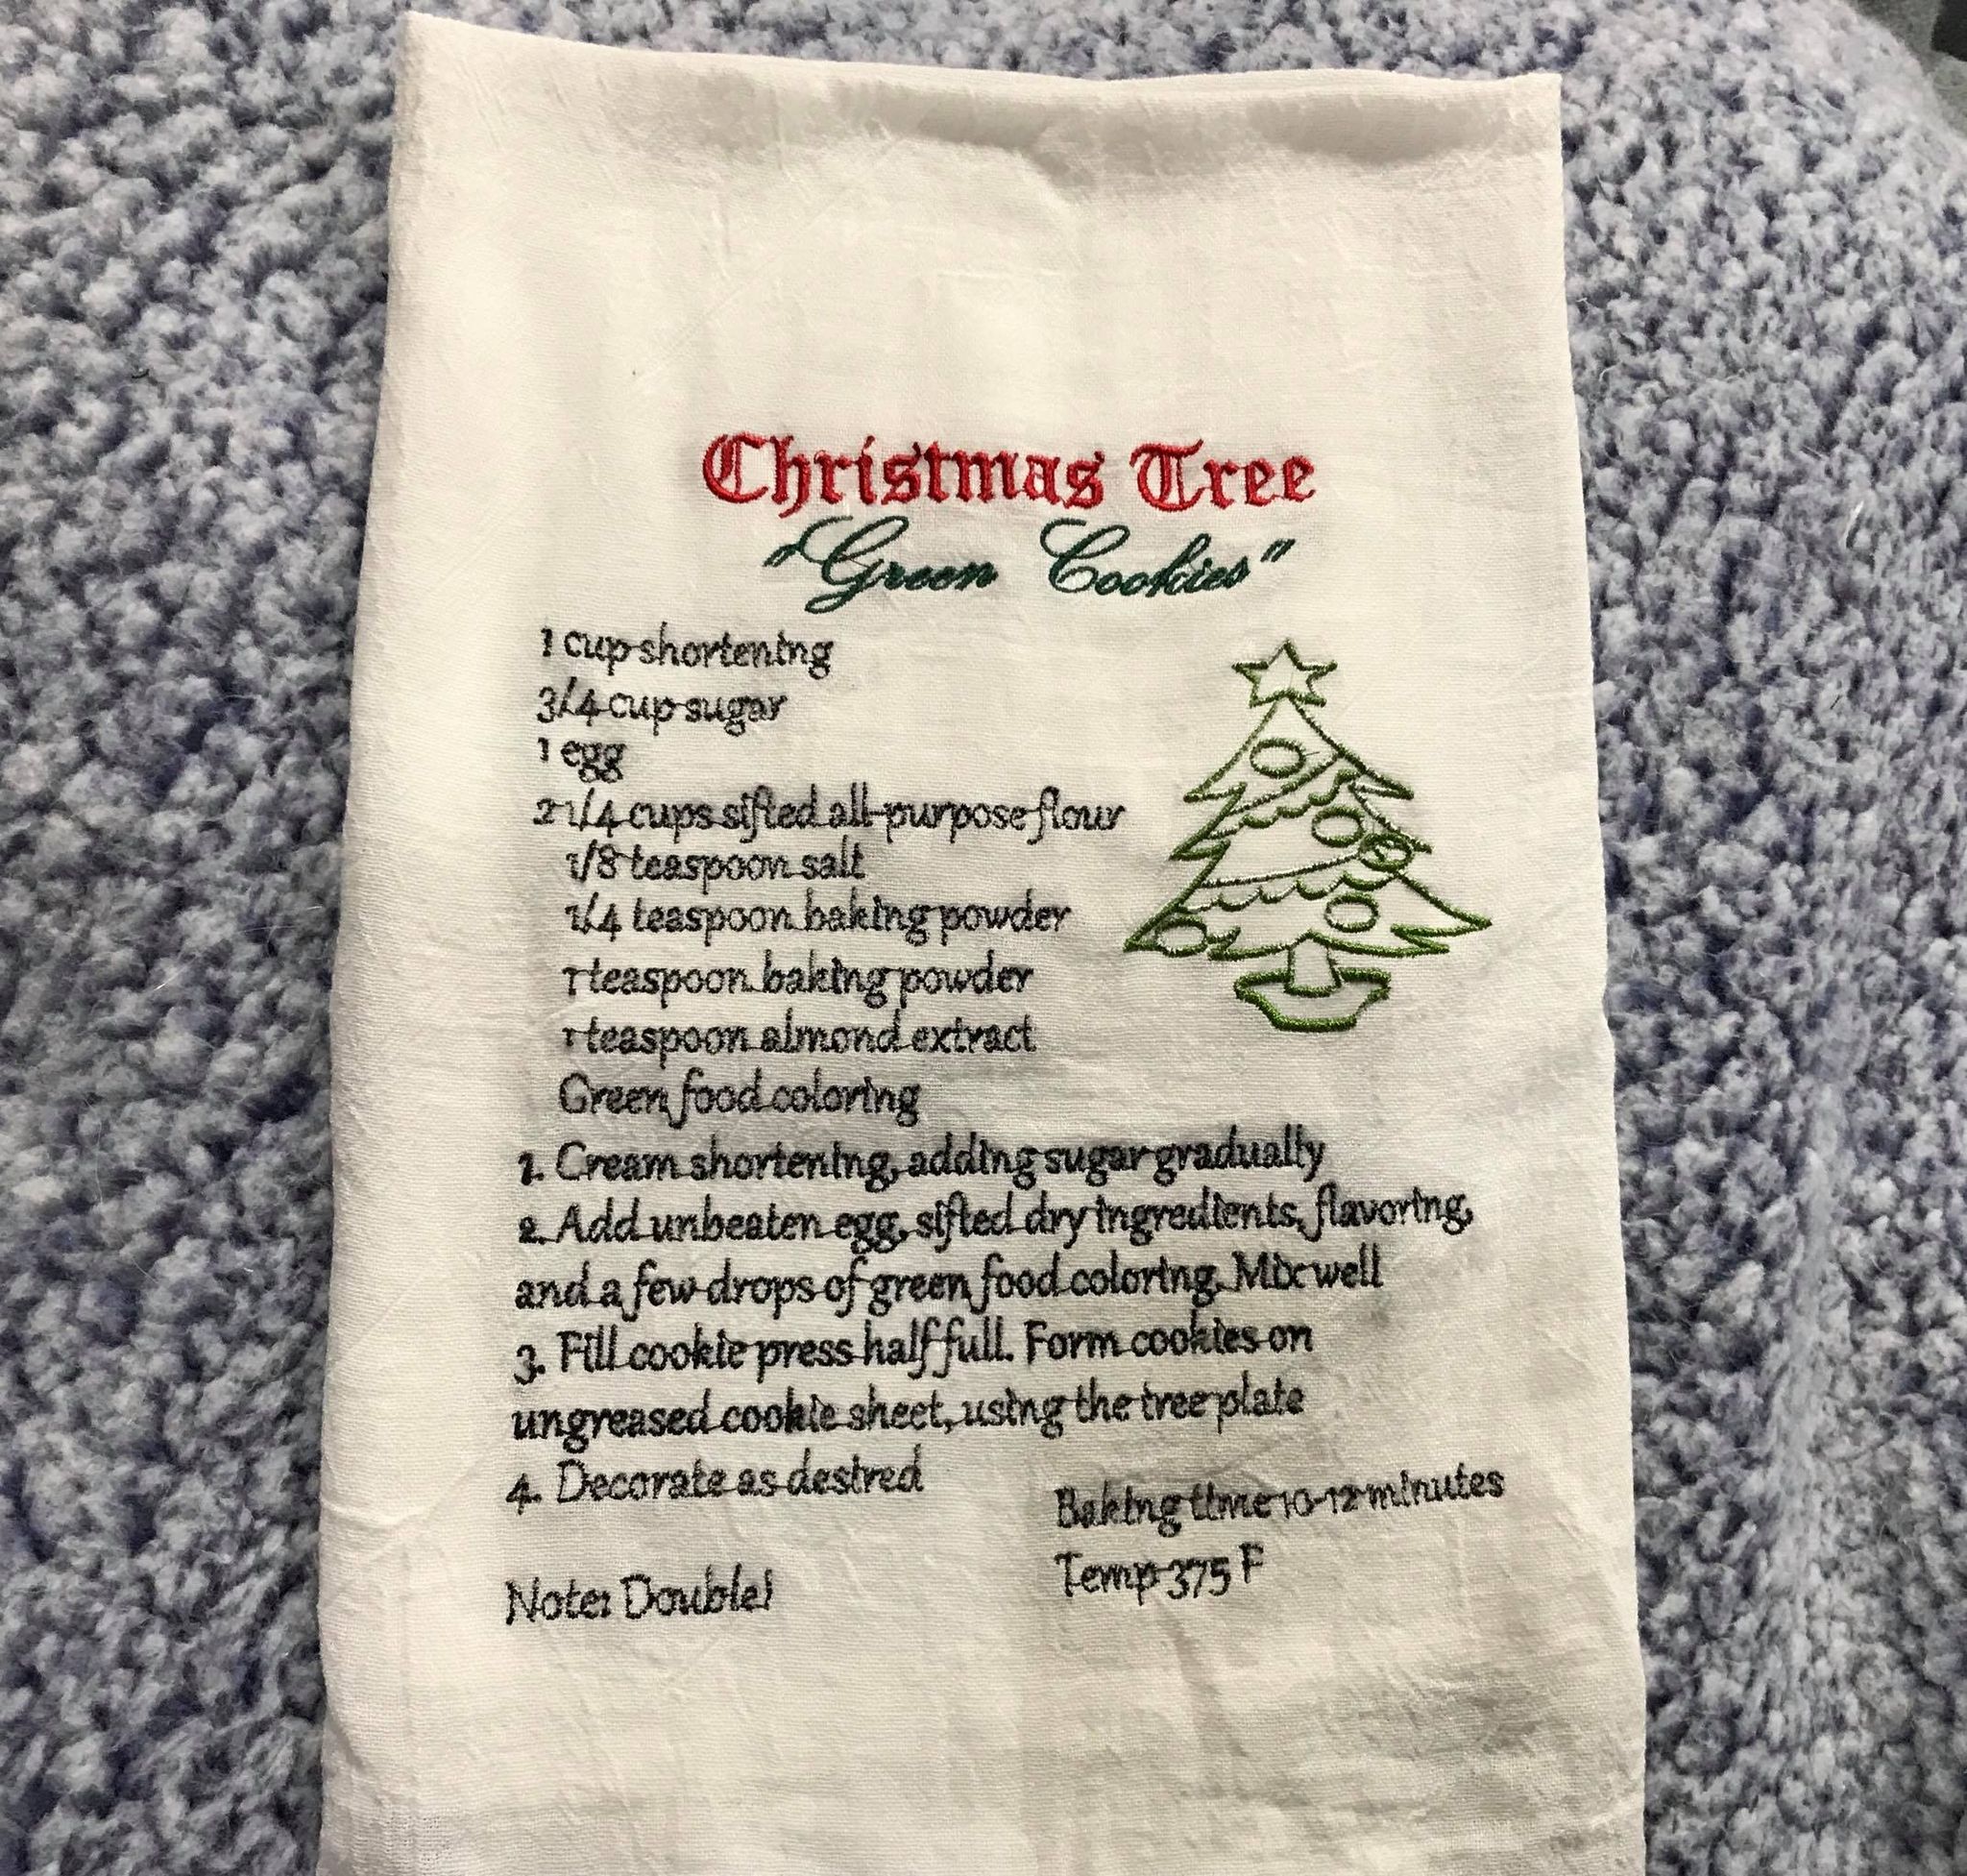 Christmas Tree
"Green Cookies"
1 cup shortening
3/4 cup sugar
1 egg
2 1/4 cups sifted all-purpose flour
1/8 teaspoon salt
1/4 teaspoon baking powder
1 teaspoon baking powder
1 teaspoon almond extract
Green food coloring
1. Cream shortening, adding sugar gradually
2. Add unbeaten egg, sifted dry ingredients, flavoring,
and a few drops of green food coloring. Mix well
3. Fill cookie press half full. Form cookies on
ungreased cookie sheet, using the tree plate
4. Decorate as desired
Baking time 10-12 minutes
Temp 375 F
Note: Double!